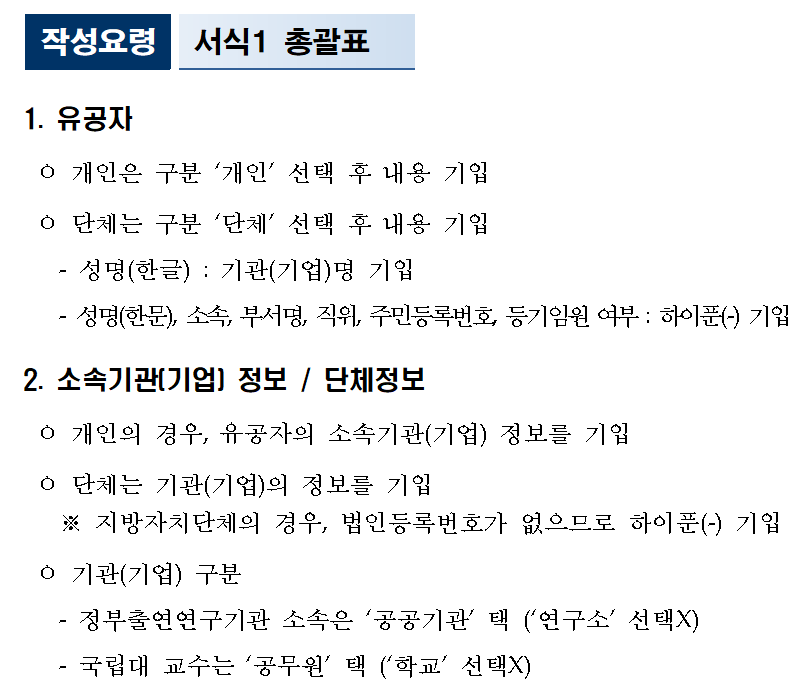 작성요령 서식1 총괄표
1. 유공자
ㅇ 개인은 구분 ‘개인’ 선택 후 내용 기입
ㅇ 단체는 구분 ‘단체’ 선택 후 내용 기입
- 성명(한글) : 기관(기업)명 기입
- 성명(한문), 소속, 부서명, 직위, 주민등록번호, 등기임원 여부 : 하이푼(-) 기입
2. 소속기관(기업) 정보 / 단체정보
ㅇ 개인의 경우, 유공자의 소속기관(기업) 정보를 기입
ㅇ 단체는 기관(기업)의 정보를 기입
※ 지방자치단체의 경우, 법인등록번호가 없으므로 하이푼(-) 기입
ㅇ 기관(기업) 구분
- 정부출연연구기관 소속은 ‘공공기관’ 택 (‘연구소’ 선택X)
- 국립대 교수는 ‘공무원’ 택 (‘학교’ 선택X)